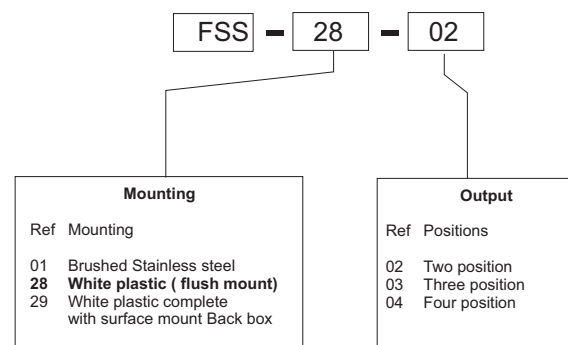 FSS - 28 - 02
Mounting
Ref Mounting
01 Brushed Stainless steel
28 White plastic ( flush mount)
29 White plastic complete
with surface mount Back box
Output
Ref Positions
02 Two position
03 Three position
04 Four position